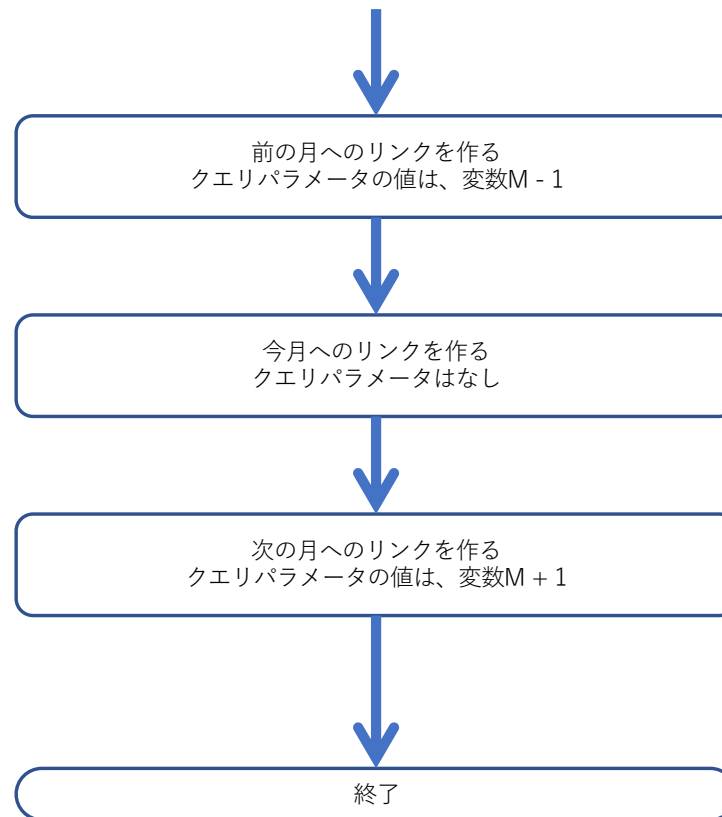 前の月へのリンクを作る
クエリパラメータの値は、変数M - 1
今月へのリンクを作る
クエリパラメータはなし
次の月へのリンクを作る
クエリパラメータの値は、変数M + 1
終了